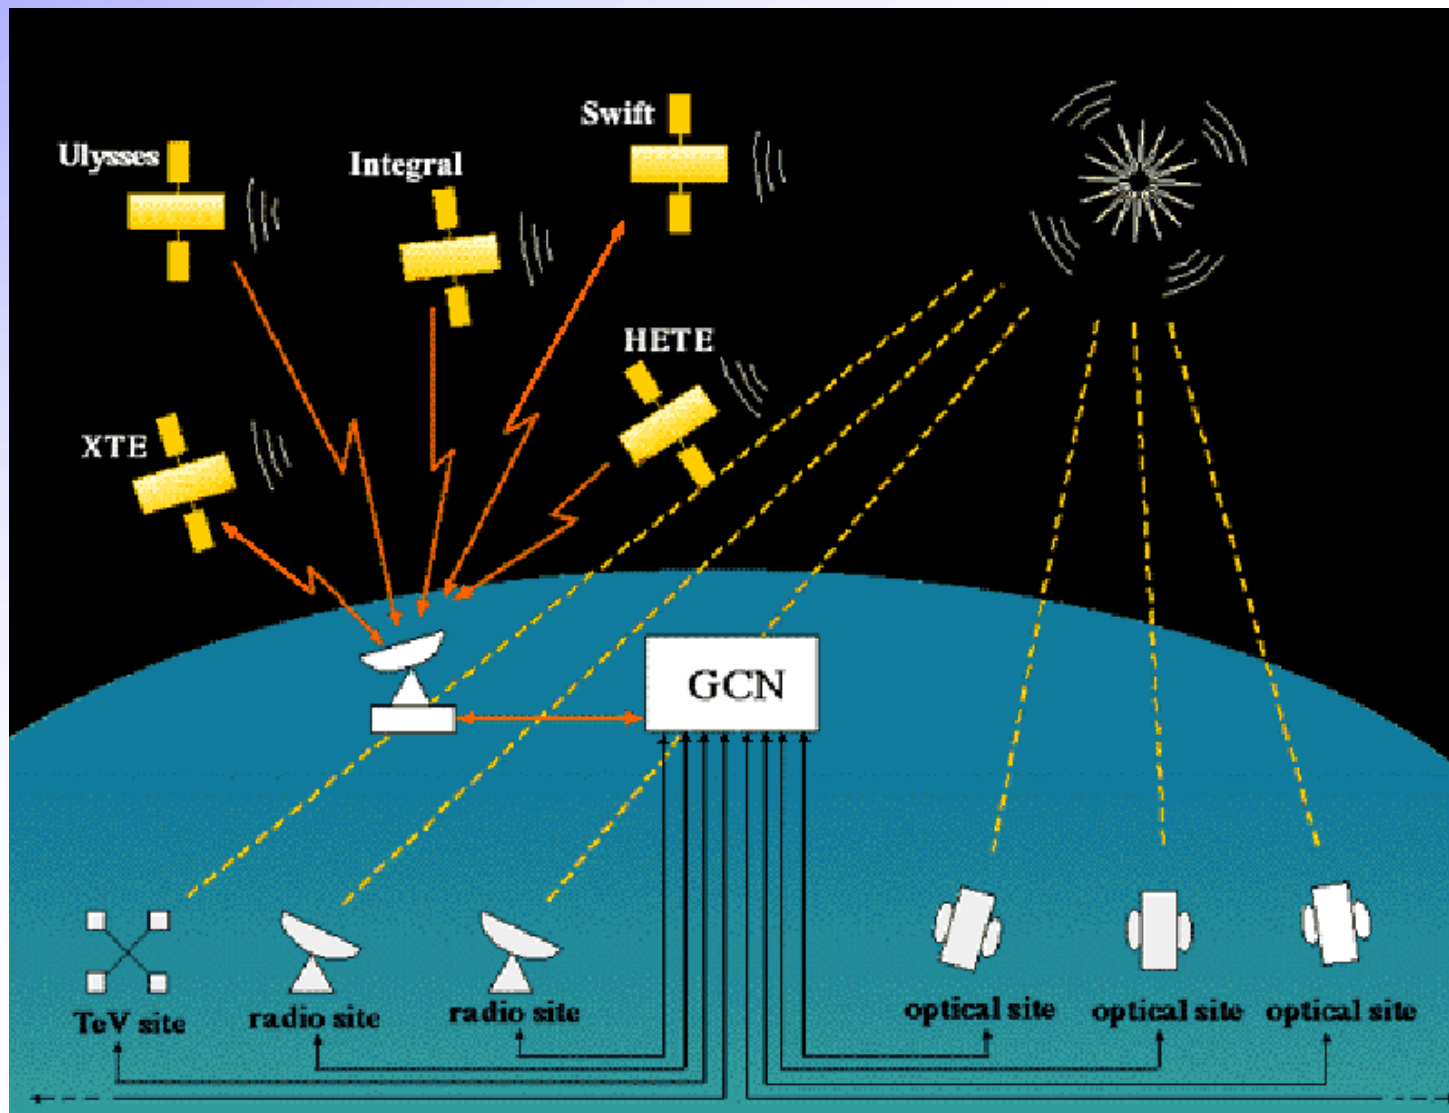 Swift
Ulysses
Integral
HETE
XTE
GCN
TeV site
radio site
radio site
optical site
optical site
optical site